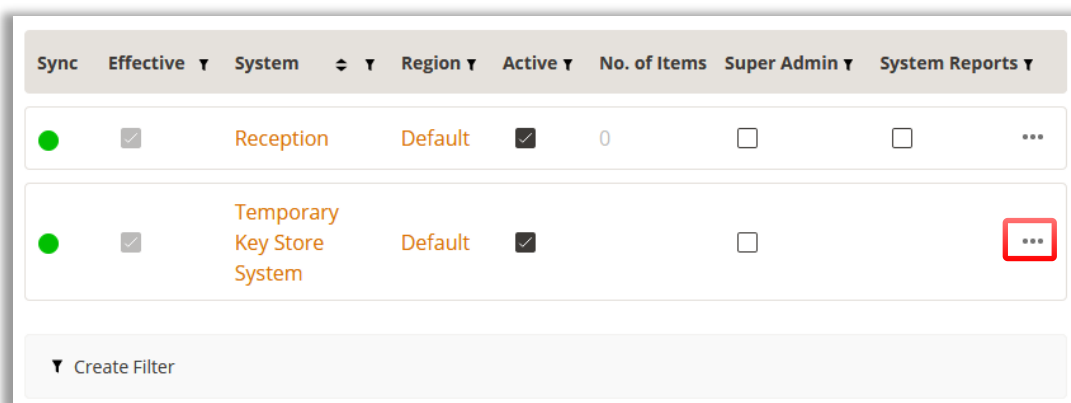 Sync Effective System Region Active No. of Items Super Admin System Reports
Reception Default 0
Temporary
Key Store Default
System
Create Filter